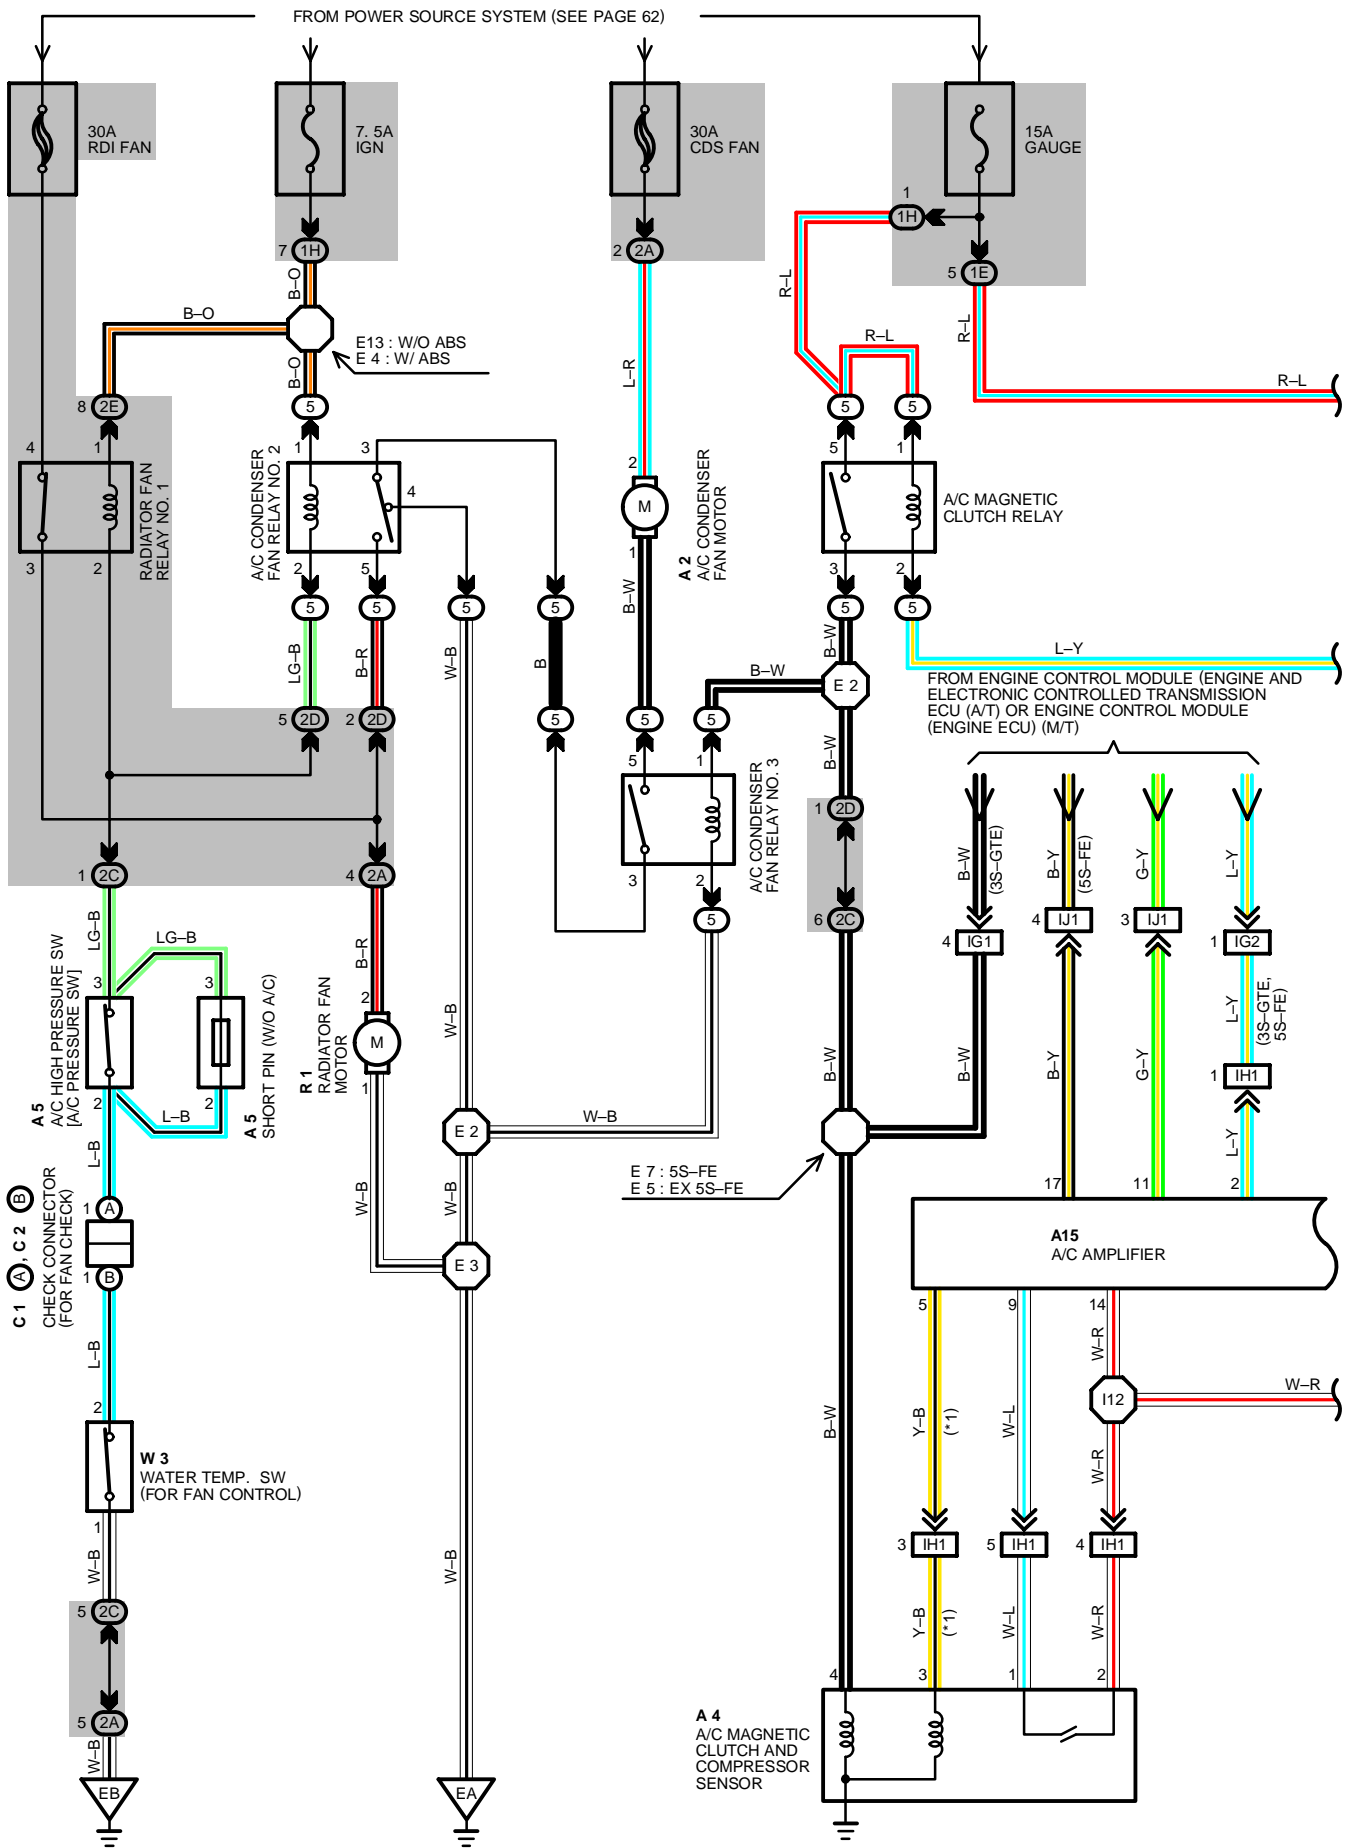 FROM POWER SOURCE SYSTEM (SEE PAGE 62)
30A
RDI FAN
7. 5A
IGN
30A
CDS FAN
15A
GAUGE
1
1H
7 1H
2 2A
5 1E
B–O
B–O
B–O
E13 : W/O ABS
E 4 : W/ ABS
L–R
R–L
R–L
R–L
R–L
8 2E
5
5
5
4
1
1
3
4
2
5
1
RADIATOR FAN
RELAY NO. 1
A/C CONDENSER
FAN RELAY NO. 2
M
A 2
A/C CONDENSER
FAN MOTOR
A/C MAGNETIC
CLUTCH RELAY
3
2
2
5
1
3
2
5
5
5
5
5
5
LG–B
B–R
W–B
B
B–W
B–W
B–W
E 2
L–Y
FROM ENGINE CONTROL MODULE (ENGINE AND
ELECTRONIC CONTROLLED TRANSMISSION
ECU (A/T) OR ENGINE CONTROL MODULE
(ENGINE ECU) (M/T)
5 2D
2 2D
5
5
5
B–W
5
1
A/C CONDENSER
FAN RELAY NO. 3
1 2D
B–W
(3S–GTE)
B–Y
(5S–FE)
G–Y
L–Y
1 2C
4 2A
3
2
5
6 2C
4 IG1
4 IJ1
3 IJ1
1 IG2
LG–B
LG–B
B–R
A 5
A/C HIGH PRESSURE SW
[A/C PRESSURE SW]
3
3
A 5
SHORT PIN (W/O A/C)
2
M
R 1
RADIATOR FAN
MOTOR
W–B
B–W
B–W
B–Y
G–Y
L–Y
(3S–GTE,
5S–FE)
1 IH1
2
2
L–B
1
L–B
E 2
W–B
L–Y
E 7 : 5S–FE
E 5 : EX 5S–FE
C 1 A , C 2 B
CHECK CONNECTOR
(FOR FAN CHECK)
1 A
1 B
W–B
W–B
E 3
17
11
2
A15
A/C AMPLIFIER
5
9
14
L–B
W–R
I12
W–R
2
W 3
WATER TEMP. SW
(FOR FAN CONTROL)
1
B–W
Y–B
(*1)
W–L
W–R
3 IH1
5 IH1
4 IH1
W–B
W–B
Y–B
(*1)
W–L
W–R
5 2C
5 2A
W–B
4
3
1
2
A 4
A/C MAGNETIC
CLUTCH AND
COMPRESSOR
SENSOR
EB
EA